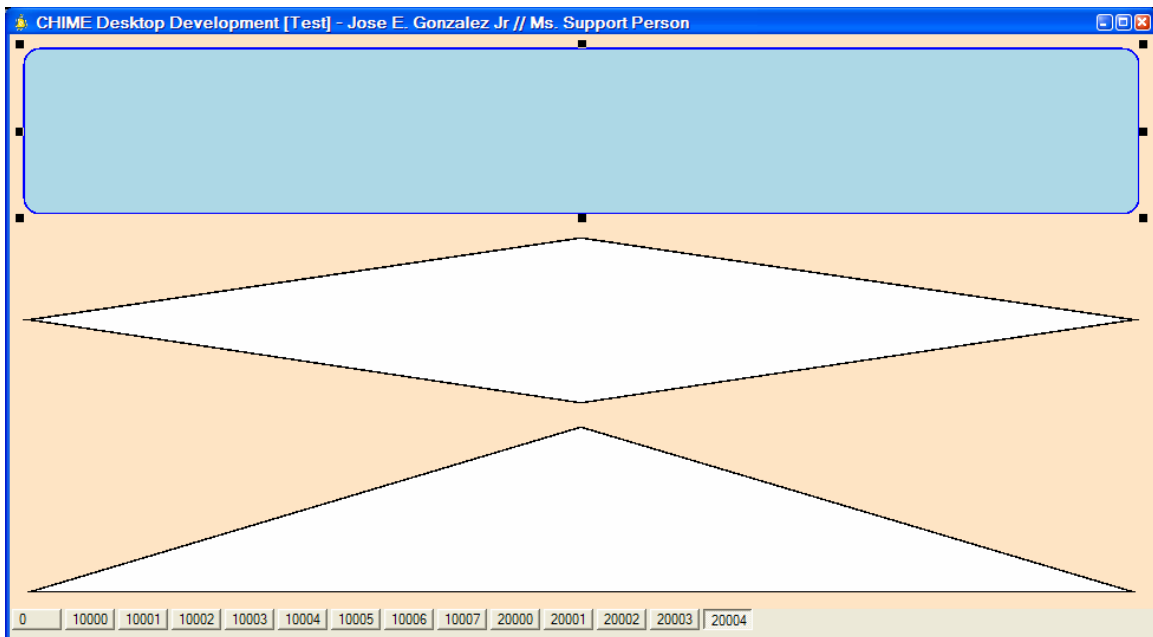 CHIME Desktop Development [Test] - Jose E. Gonzalez Jr // Ms. Support Person
0 10000 10001 10002 10003 10004 10005 10006 10007 20000 20001 20002 20003 20004